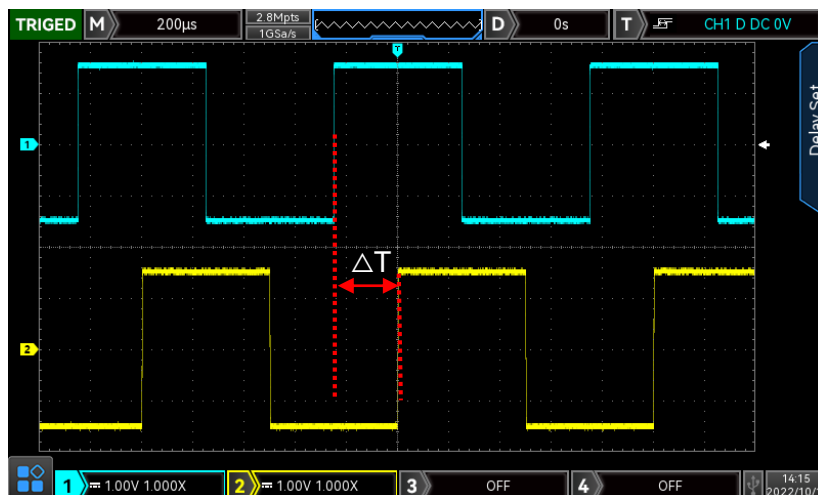 TRIGED M 200μs 2.8Mpts D 0s T CH1 D DC 0V
1GSa/s
T
Delay Set
1
△T
2
1 1.00V 1.000X 2 1.00V 1.000X 3 OFF 4 OFF 14:15
2022/10/